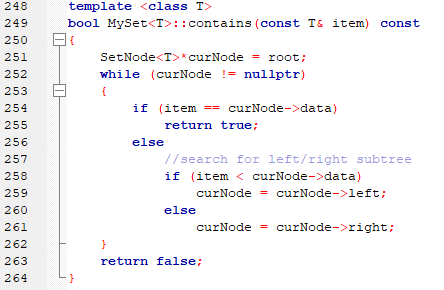 248 template <class T>
249 bool MySet<T>::contains(const T& item) const
250 {
251 SetNode<T>*curNode = root;
252 while (curNode != nullptr)
253 {
254 if (item == curNode->data)
255 return true;
256 else
257 //search for left/right subtree
258 if (item < curNode->data)
259 curNode = curNode->left;
260 else
261 curNode = curNode->right;
262 }
263 return false;
264 }